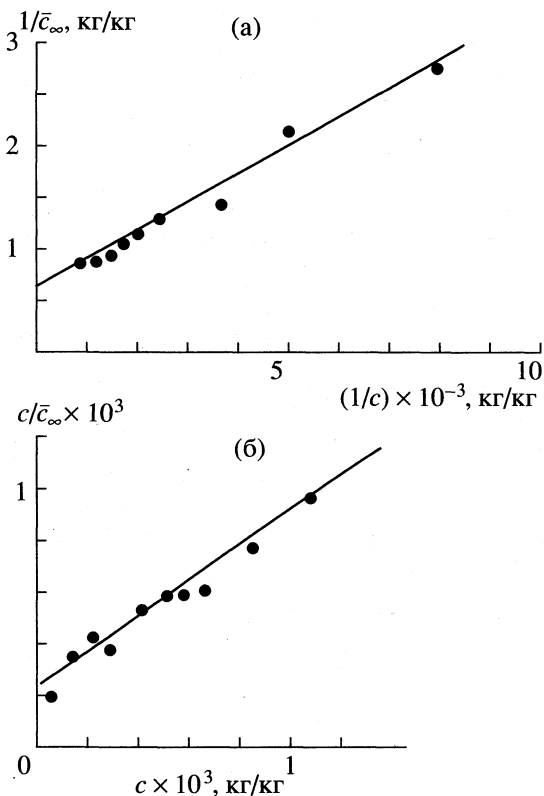 1/c̄∞, кг/кг
(а)
3
2
1
5
10
(1/c) × 10⁻³, кг/кг
c/c̄∞ × 10³
(б)
1
0
1
c × 10³, кг/кг